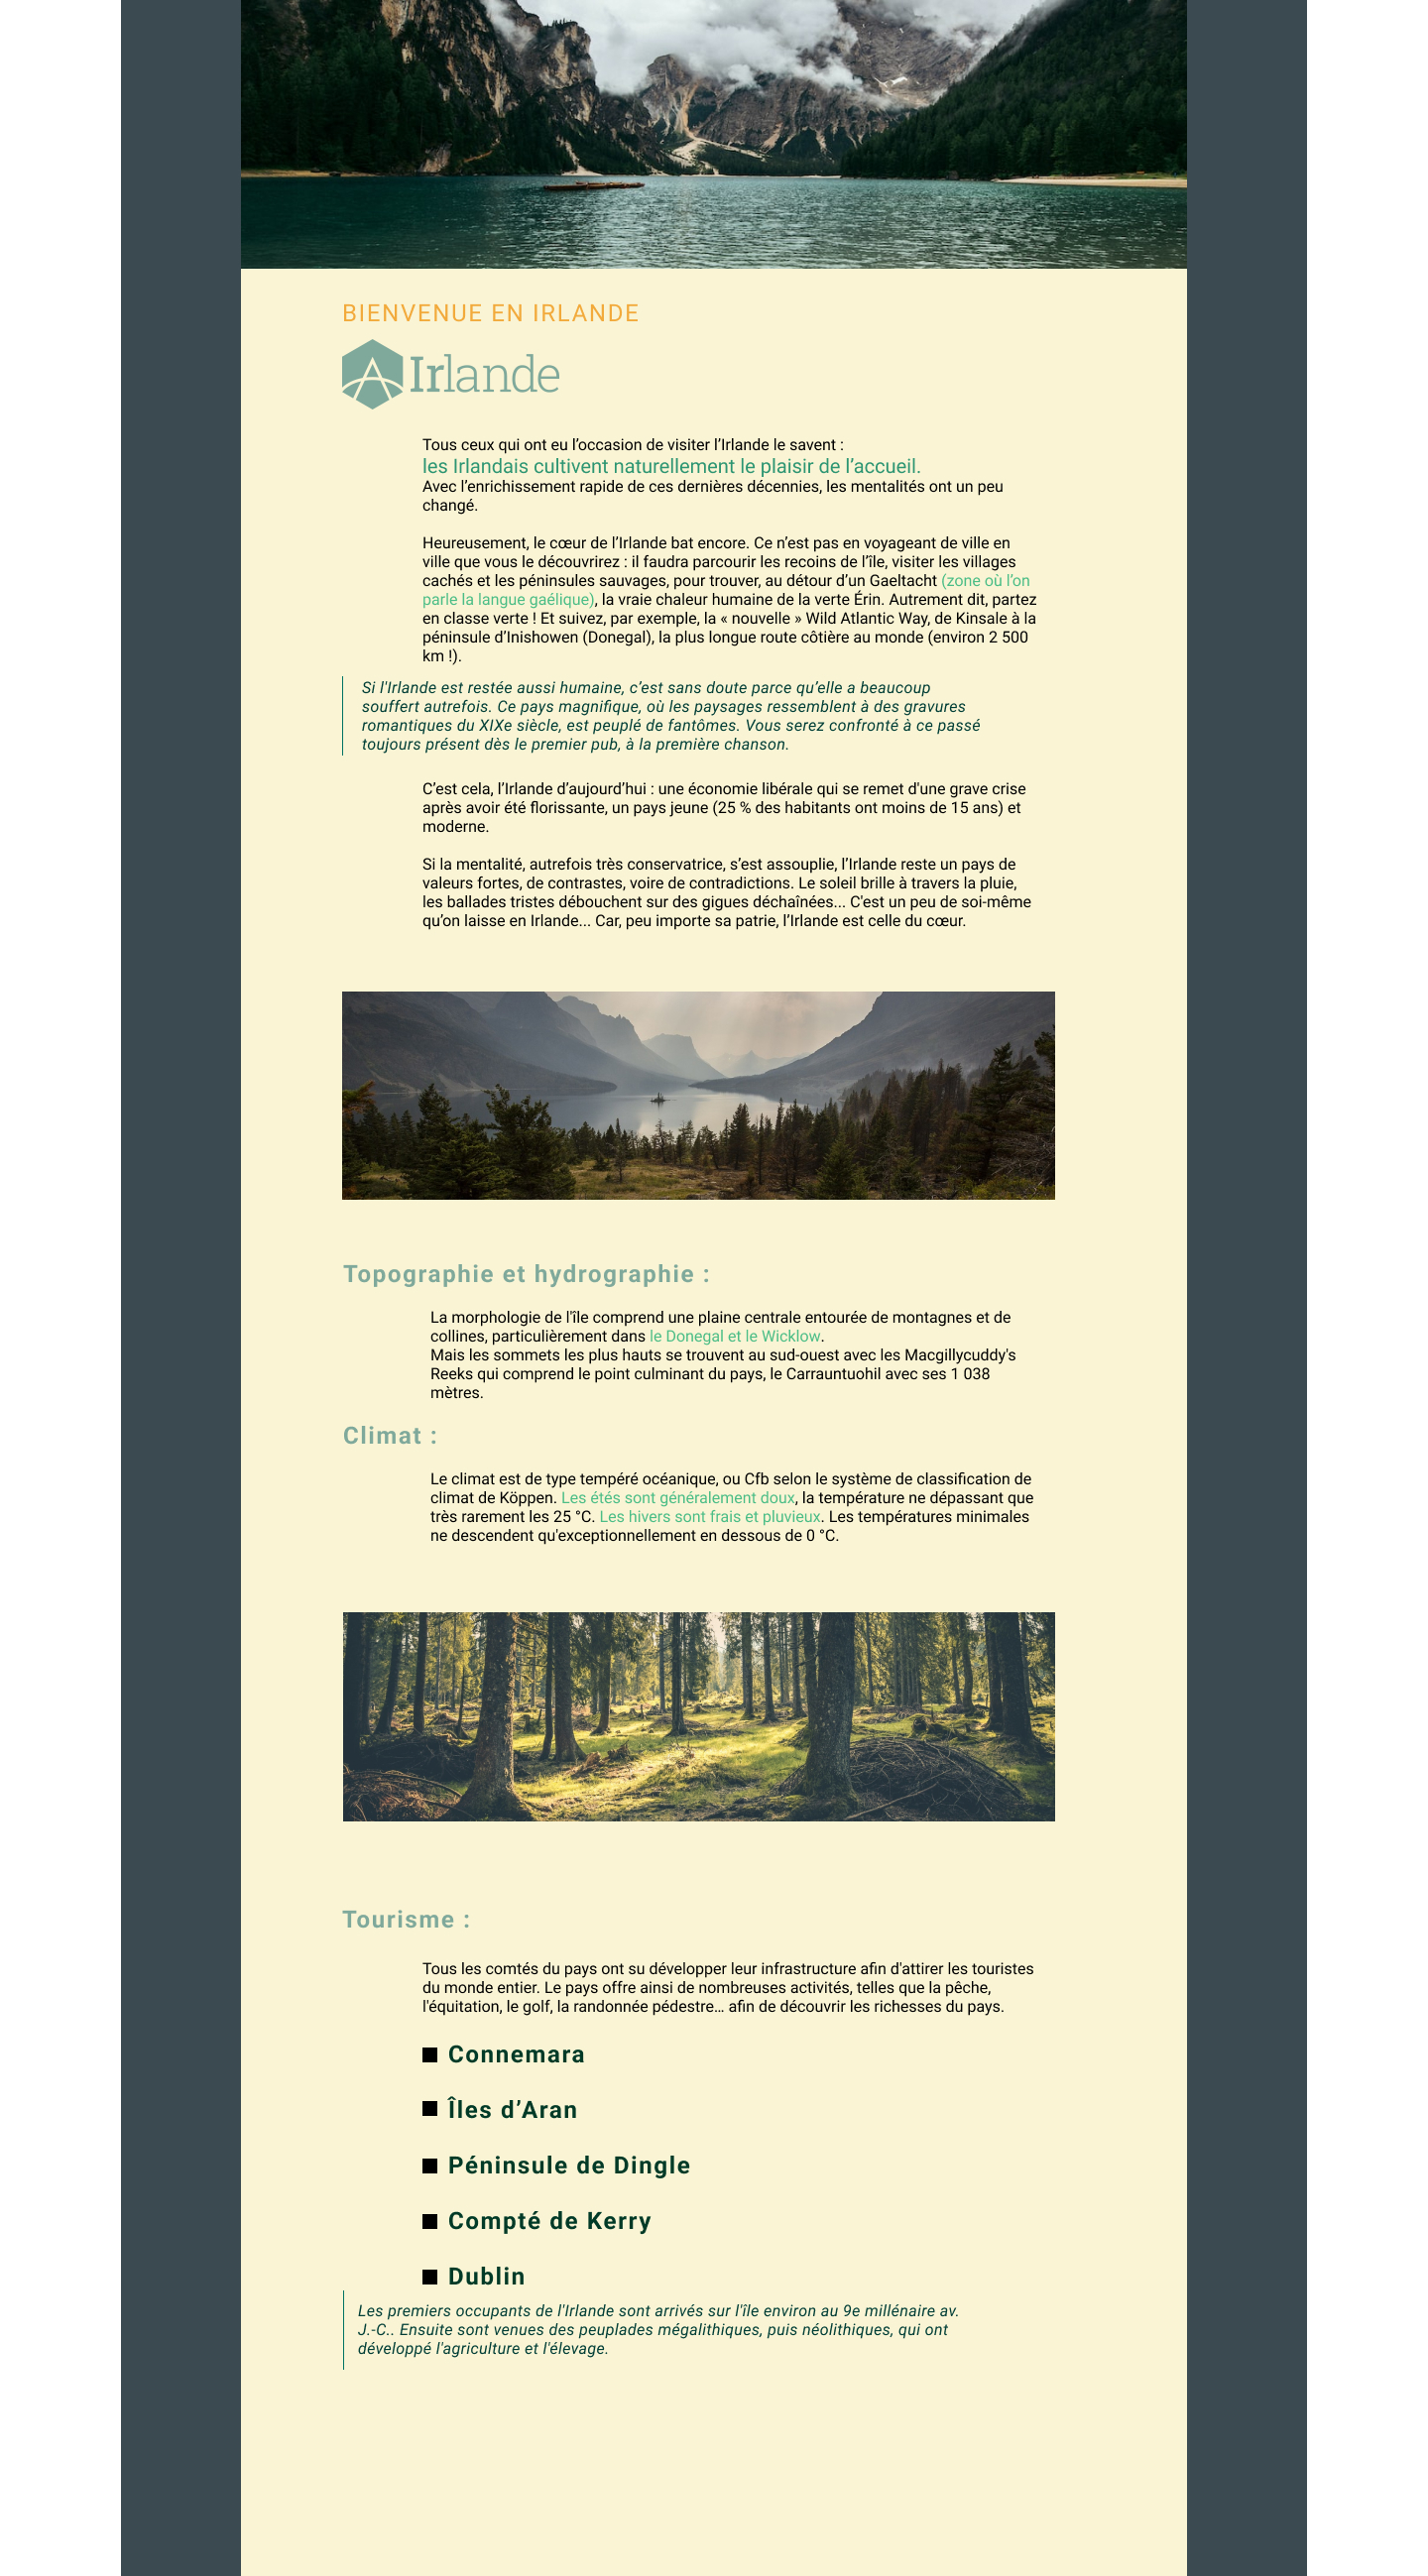 BIENVENUE EN IRLANDE
Irlande
Tous ceux qui ont eu l’occasion de visiter l’Irlande le savent :
les Irlandais cultivent naturellement le plaisir de l’accueil.
Avec l’enrichissement rapide de ces dernières décennies, les mentalités ont un peu
changé.
Heureusement, le cœur de l’Irlande bat encore. Ce n’est pas en voyageant de ville en
ville que vous le découvrirez : il faudra parcourir les recoins de l’île, visiter les villages
cachés et les péninsules sauvages, pour trouver, au détour d’un Gaeltacht (zone où l’on
parle la langue gaélique), la vraie chaleur humaine de la verte Érin. Autrement dit, partez
en classe verte ! Et suivez, par exemple, la « nouvelle » Wild Atlantic Way, de Kinsale à la
péninsule d’Inishowen (Donegal), la plus longue route côtière au monde (environ 2 500
km !).
Si l'Irlande est restée aussi humaine, c’est sans doute parce qu’elle a beaucoup
souffert autrefois. Ce pays magnifique, où les paysages ressemblent à des gravures
romantiques du XIXe siècle, est peuplé de fantômes. Vous serez confronté à ce passé
toujours présent dès le premier pub, à la première chanson.
C’est cela, l’Irlande d’aujourd’hui : une économie libérale qui se remet d'une grave crise
après avoir été florissante, un pays jeune (25 % des habitants ont moins de 15 ans) et
moderne.
Si la mentalité, autrefois très conservatrice, s’est assouplie, l’Irlande reste un pays de
valeurs fortes, de contrastes, voire de contradictions. Le soleil brille à travers la pluie,
les ballades tristes débouchent sur des gigues déchaînées... C'est un peu de soi-même
qu’on laisse en Irlande... Car, peu importe sa patrie, l’Irlande est celle du cœur.
Topographie et hydrographie :
La morphologie de l'île comprend une plaine centrale entourée de montagnes et de
collines, particulièrement dans le Donegal et le Wicklow.
Mais les sommets les plus hauts se trouvent au sud-ouest avec les Macgillycuddy's
Reeks qui comprend le point culminant du pays, le Carrauntuohil avec ses 1 038
mètres.
Climat :
Le climat est de type tempéré océanique, ou Cfb selon le système de classification de
climat de Köppen. Les étés sont généralement doux, la température ne dépassant que
très rarement les 25 °C. Les hivers sont frais et pluvieux. Les températures minimales
ne descendent qu'exceptionnellement en dessous de 0 °C.
Tourisme :
Tous les comtés du pays ont su développer leur infrastructure afin d'attirer les touristes
du monde entier. Le pays offre ainsi de nombreuses activités, telles que la pêche,
l'équitation, le golf, la randonnée pédestre… afin de découvrir les richesses du pays.
Connemara
Îles d’Aran
Péninsule de Dingle
Compté de Kerry
Dublin
Les premiers occupants de l'Irlande sont arrivés sur l'île environ au 9e millénaire av.
J.-C.. Ensuite sont venues des peuplades mégalithiques, puis néolithiques, qui ont
développé l'agriculture et l'élevage.